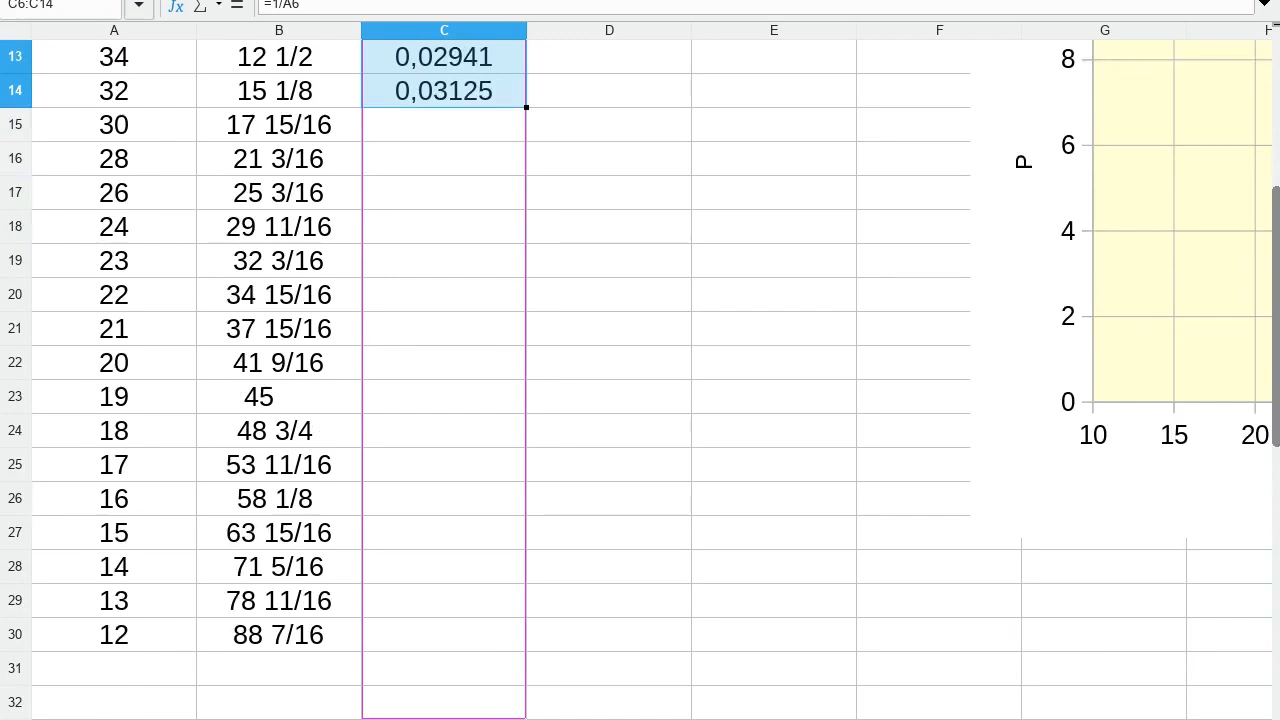 C6:C14 fx Σ = =1/A6
A B C D E F G H
13 34 12 1/2 0,02941
14 32 15 1/8 0,03125
15 30 17 15/16
16 28 21 3/16
17 26 25 3/16
18 24 29 11/16
19 23 32 3/16
20 22 34 15/16
21 21 37 15/16
22 20 41 9/16
23 19 45
24 18 48 3/4
25 17 53 11/16
26 16 58 1/8
27 15 63 15/16
28 14 71 5/16
29 13 78 11/16
30 12 88 7/16
31
32
8
6
P
4
2
0
10 15 20